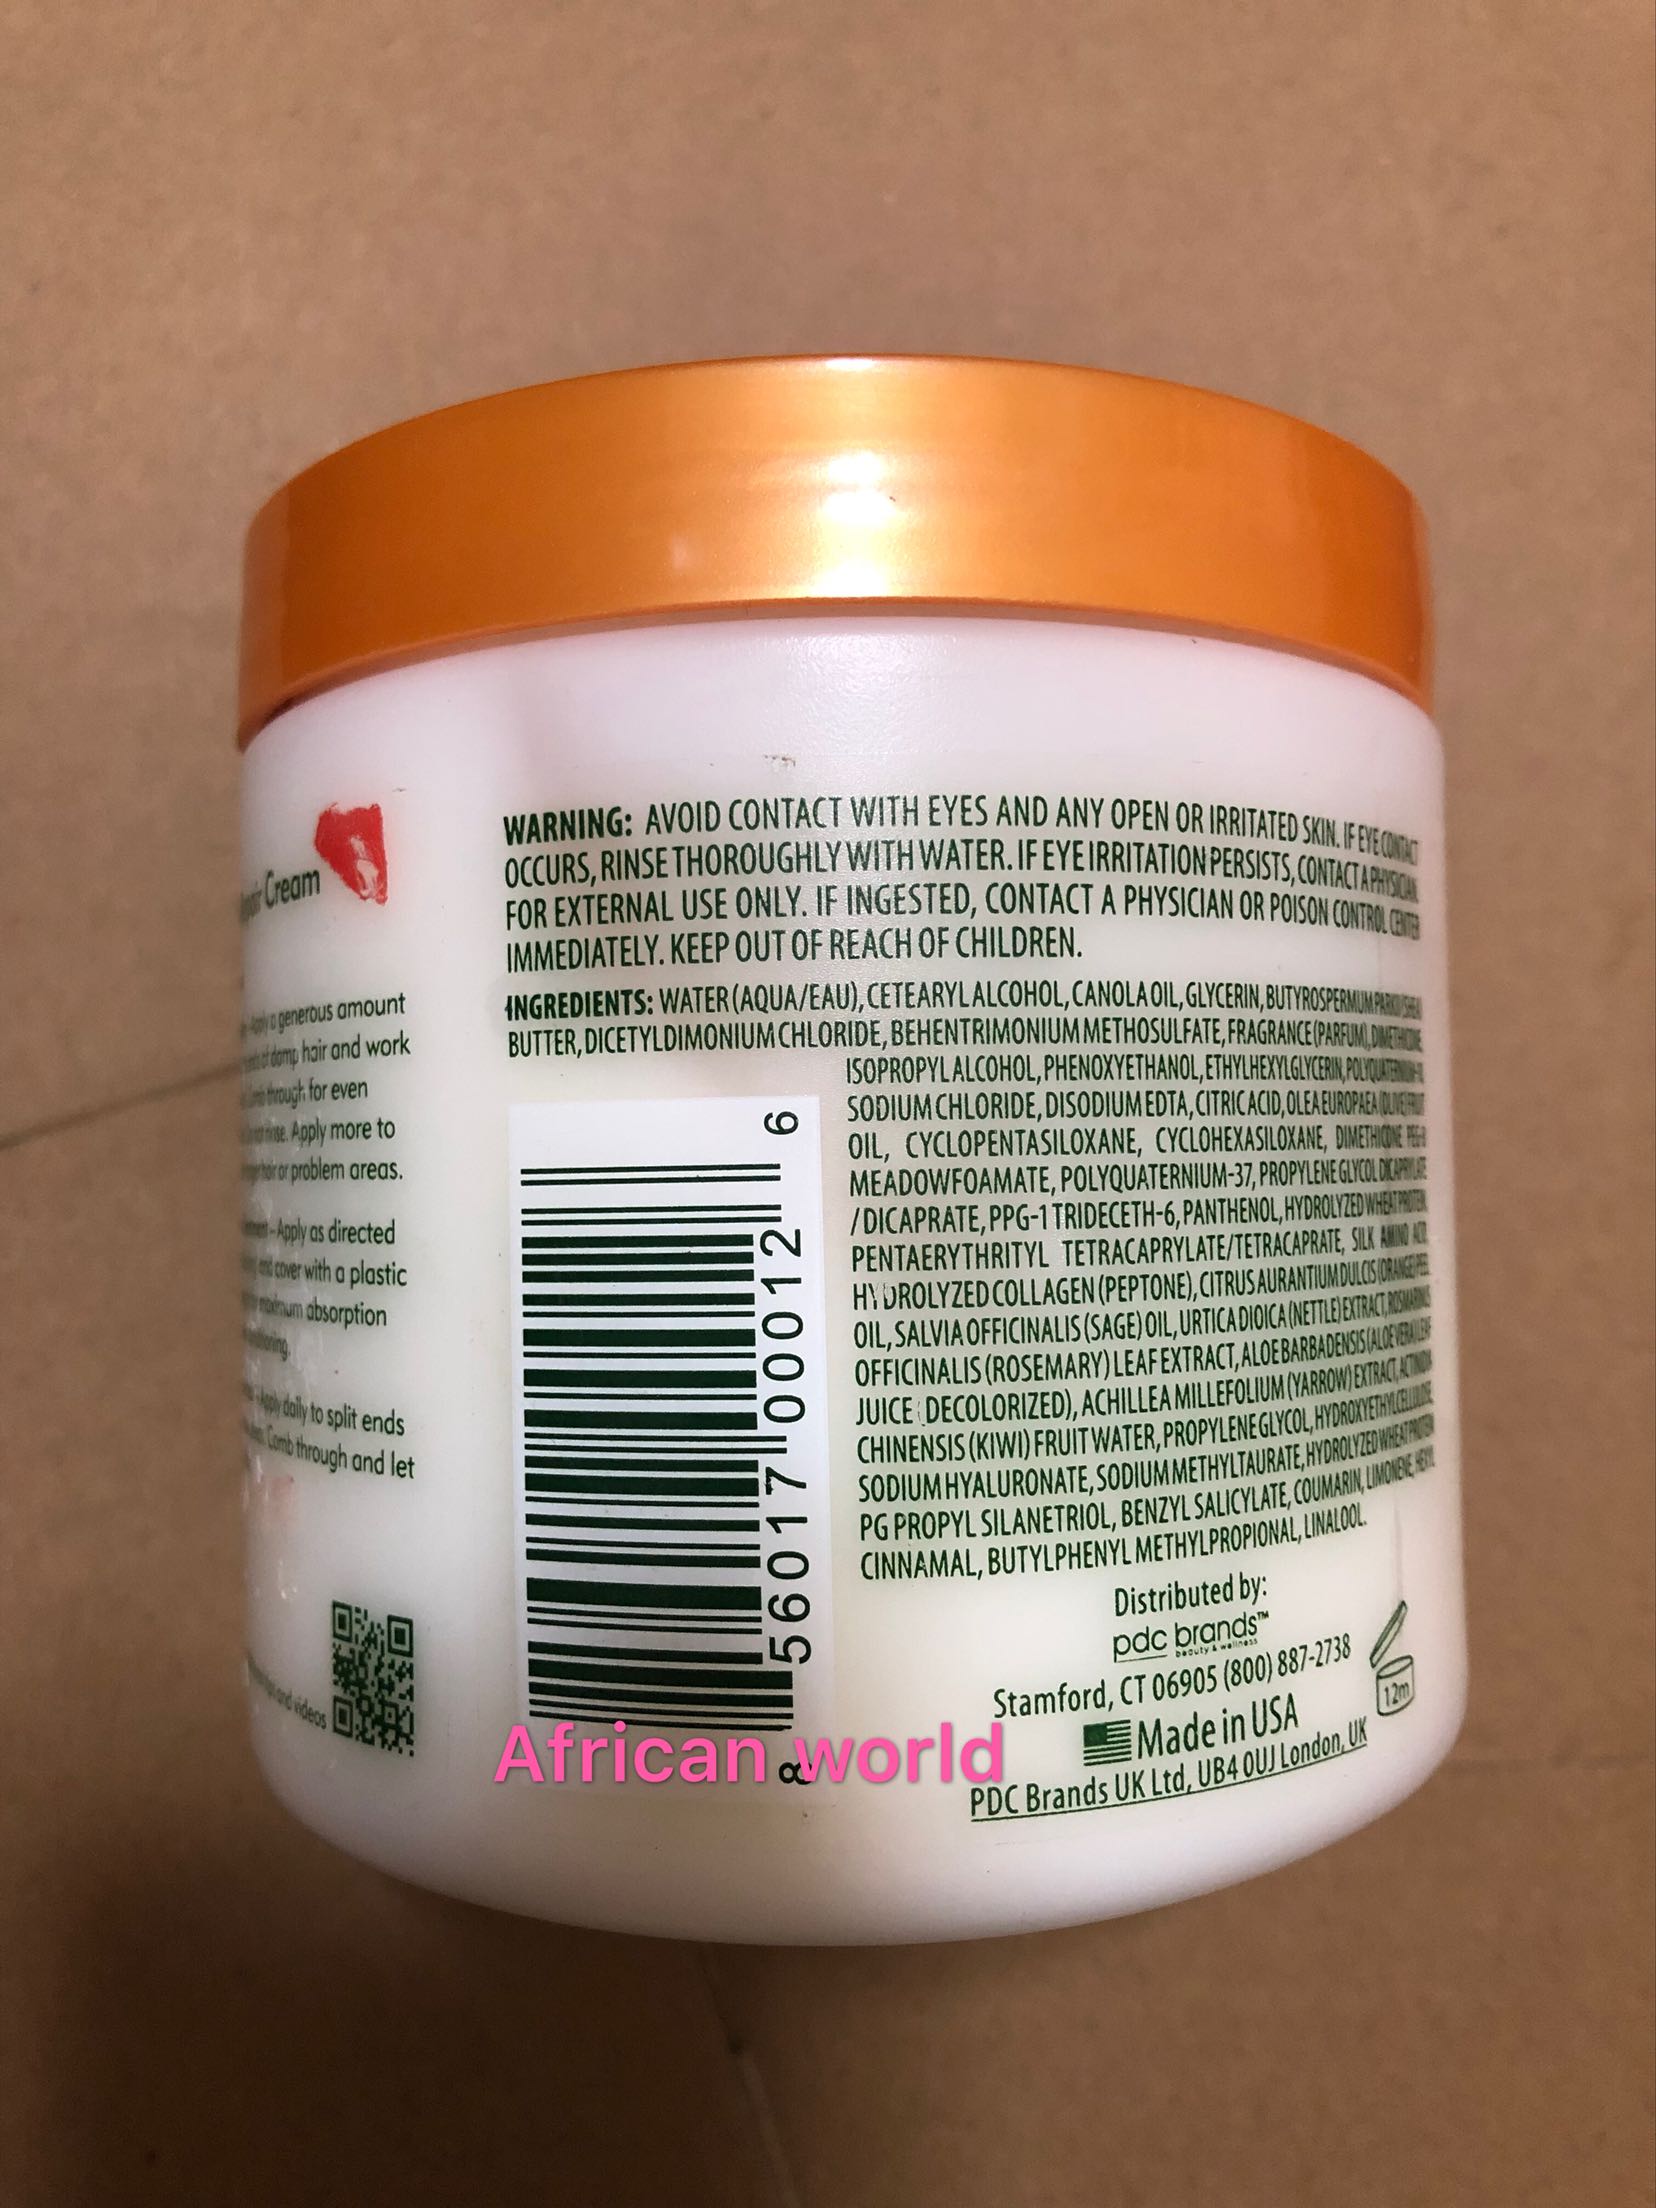 Cream
a generous amount
damp hair and work
through for even
Apply more to
hair or problem areas.
– Apply as directed
and cover with a plastic
maximum absorption
Apply daily to split ends
Comb through and let
and videos
WARNING: AVOID CONTACT WITH EYES AND ANY OPEN OR IRRITATED SKIN. IF EYE CONTACT
OCCURS, RINSE THOROUGHLY WITH WATER. IF EYE IRRITATION PERSISTS, CONTACT A PHYSICIAN.
FOR EXTERNAL USE ONLY. IF INGESTED, CONTACT A PHYSICIAN OR POISON CONTROL CENTER
IMMEDIATELY. KEEP OUT OF REACH OF CHILDREN.
INGREDIENTS: WATER (AQUA/EAU), CETEARYL ALCOHOL, CANOLA OIL, GLYCERIN, BUTYROSPERMUM PARKII (SHEA)
BUTTER, DICETYLDIMONIUM CHLORIDE, BEHENTRIMONIUM METHOSULFATE, FRAGRANCE (PARFUM), DIMETHICONE,
ISOPROPYL ALCOHOL, PHENOXYETHANOL, ETHYLHEXYLGLYCERIN,
SODIUM CHLORIDE, DISODIUM EDTA, CITRIC ACID, OLEA EUROPAEA (OLIVE) FRUIT
OIL, CYCLOPENTASILOXANE, CYCLOHEXASILOXANE, DIMETHICONE PEG-8
MEADOWFOAMATE, POLYQUATERNIUM-37, PROPYLENE GLYCOL DICAPRYLATE
/DICAPRATE, PPG-1 TRIDECETH-6, PANTHENOL, HYDROLYZED WHEAT PROTEIN,
PENTAERYTHRITYL TETRACAPRYLATE/TETRACAPRATE, SILK AMINO ACID,
HYDROLYZED COLLAGEN (PEPTONE), CITRUS AURANTIUM DULCIS (ORANGE) PEEL
OIL, SALVIA OFFICINALIS (SAGE) OIL, URTICA DIOICA (NETTLE) EXTRACT, ROSMARINUS
OFFICINALIS (ROSEMARY) LEAF EXTRACT, ALOE BARBADENSIS (ALOE VERA) LEAF
JUICE (DECOLORIZED), ACHILLEA MILLEFOLIUM (YARROW) EXTRACT, ACTINIDIA
CHINENSIS (KIWI) FRUIT WATER, PROPYLENE GLYCOL, HYDROXYETHYLCELLULOSE,
SODIUM HYALURONATE, SODIUM METHYLTAURATE, HYDROLYZED WHEAT PROTEIN
PG PROPYL SILANETRIOL, BENZYL SALICYLATE, COUMARIN, LIMONENE, HEXYL
CINNAMAL, BUTYLPHENYL METHYLPROPIONAL, LINALOOL.
8 56017 00012 6
Distributed by:
pdc brands™
beauty & wellness
Stamford, CT 06905 (800) 887-2738
Made in USA
PDC Brands UK Ltd, UB4 0UJ London, UK
12m
African world